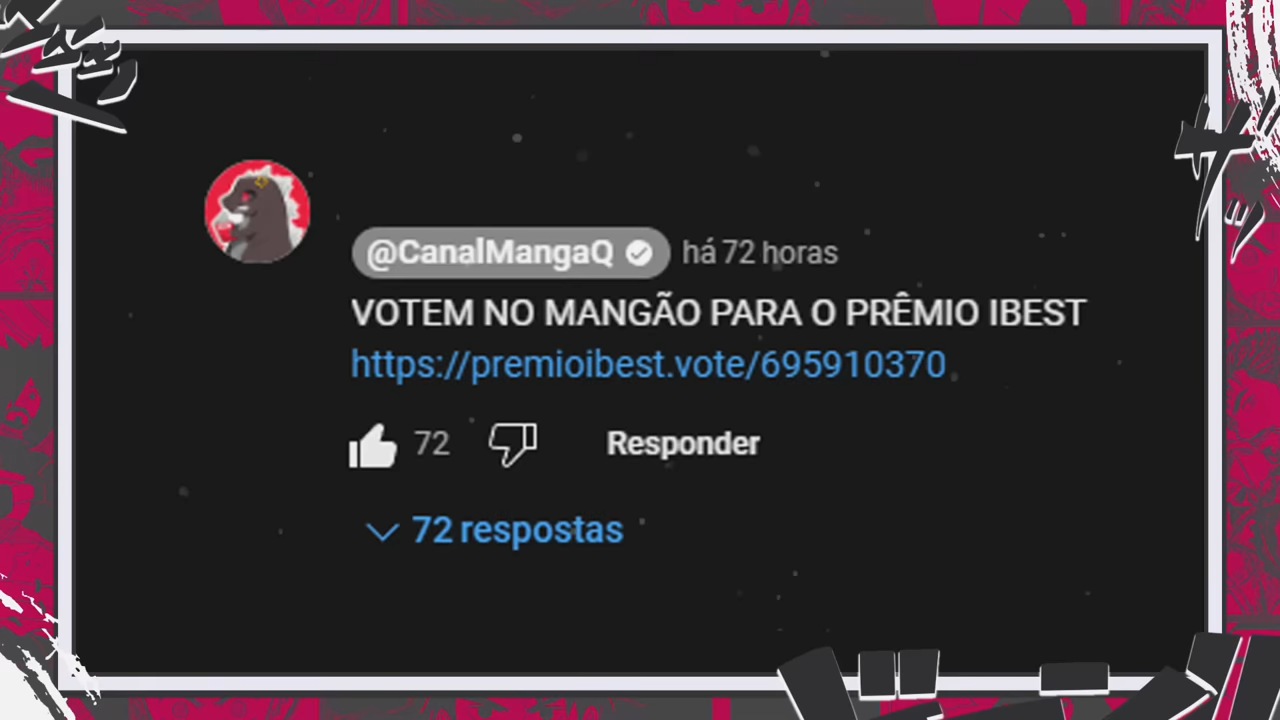 @CanalMangaQ há 72 horas
VOTEM NO MANGÃO PARA O PRÊMIO IBEST
https://premioibest.vote/695910370
72 Responder
72 respostas